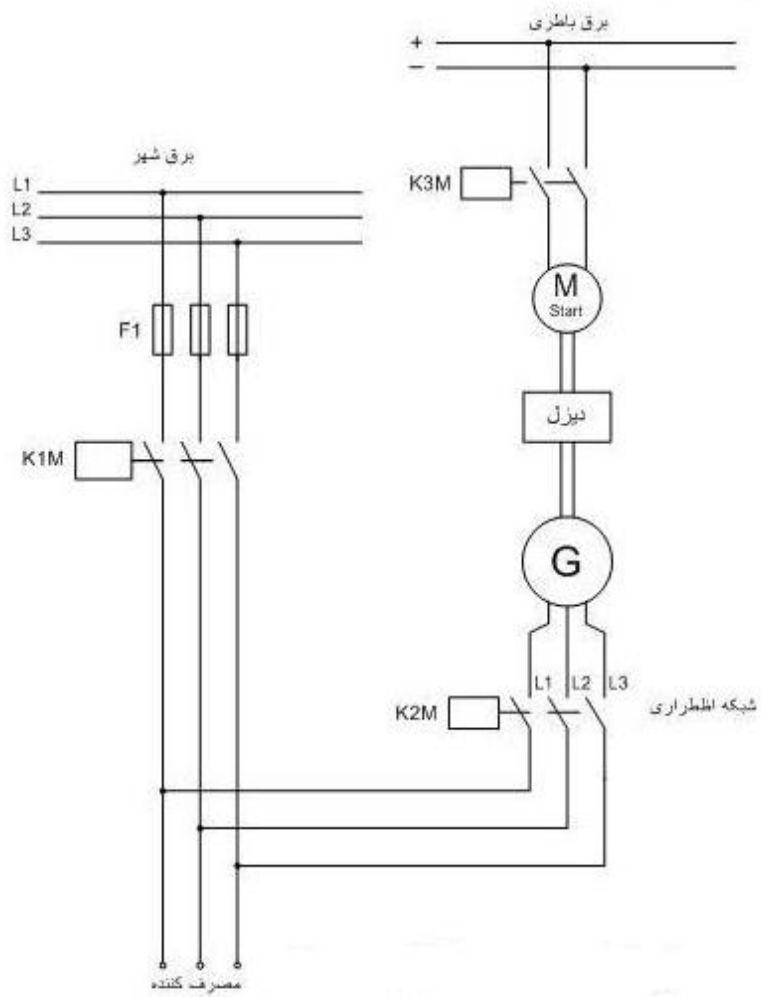 برق باطری
+
−
برق شهر
L1
L2
L3
K3M
M
Start
F1
دیزل
K1M
G
L1 L2 L3
K2M
شبکه اظطراری
مصرف کننده